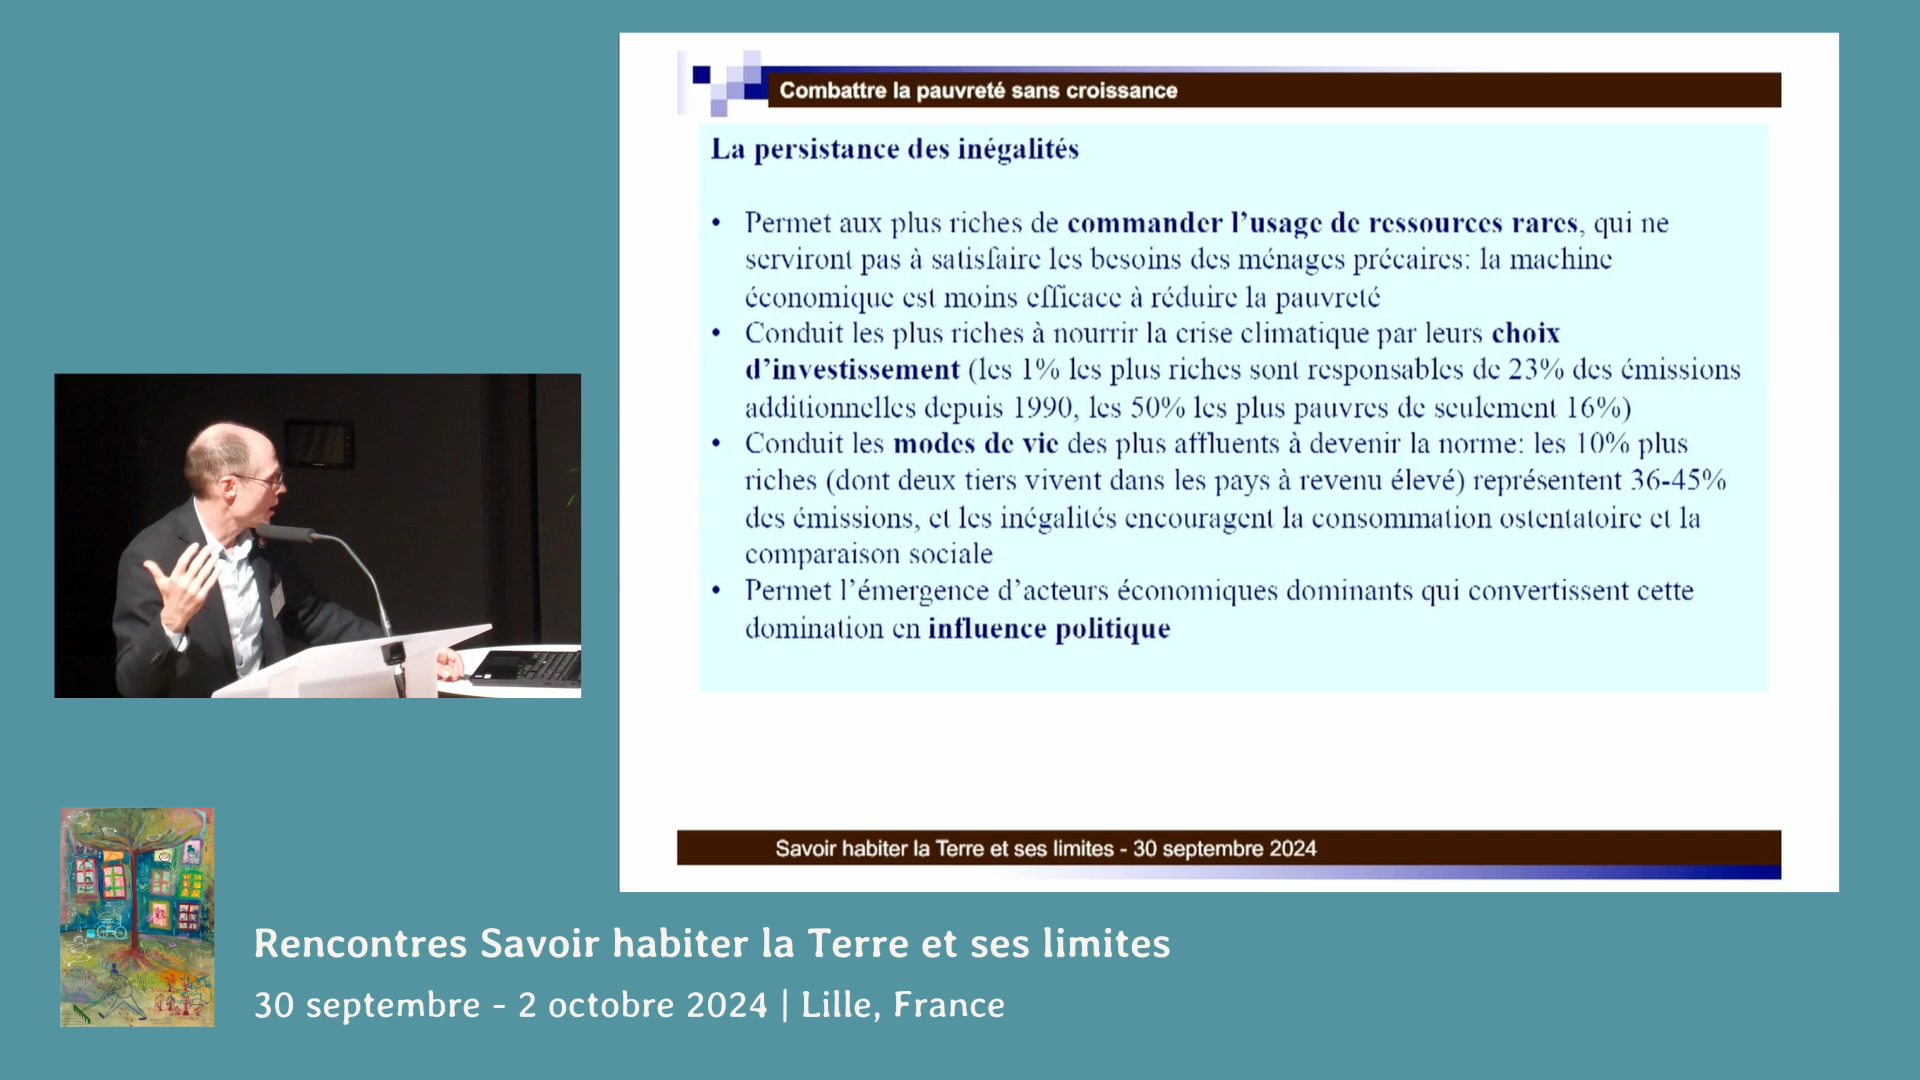 Combattre la pauvreté sans croissance
La persistance des inégalités
• Permet aux plus riches de commander l’usage de ressources rares, qui ne
serviront pas à satisfaire les besoins des ménages précaires: la machine
économique est moins efficace à réduire la pauvreté
• Conduit les plus riches à nourrir la crise climatique par leurs choix
d’investissement (les 1% les plus riches sont responsables de 23% des émissions
additionnelles depuis 1990, les 50% les plus pauvres de seulement 16%)
• Conduit les modes de vie des plus affluents à devenir la norme: les 10% plus
riches (dont deux tiers vivent dans les pays à revenu élevé) représentent 36-45%
des émissions, et les inégalités encouragent la consommation ostentatoire et la
comparaison sociale
• Permet l’émergence d’acteurs économiques dominants qui convertissent cette
domination en influence politique
Savoir habiter la Terre et ses limites - 30 septembre 2024
Rencontres Savoir habiter la Terre et ses limites
30 septembre - 2 octobre 2024 | Lille, France